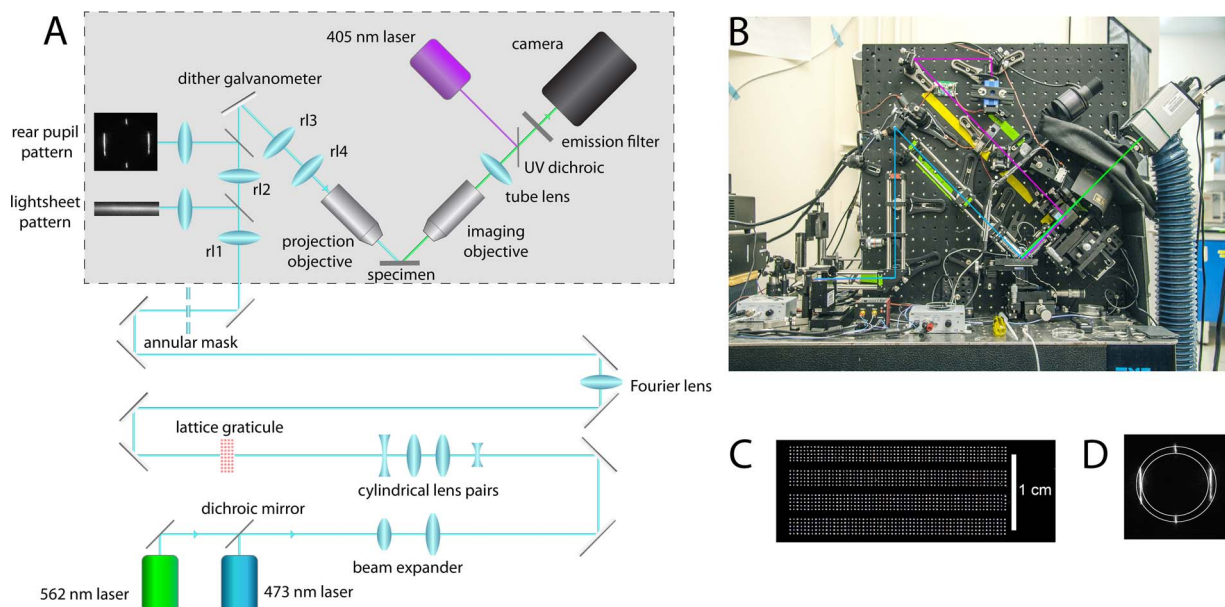 A
405 nm laser
camera
dither galvanometer
rl3
rear pupil
pattern
rl4
emission filter
UV dichroic
rl2
tube lens
lightsheet
pattern
rl1
projection
objective
imaging
objective
specimen
annular mask
Fourier lens
lattice graticule
cylindrical lens pairs
dichroic mirror
beam expander
562 nm laser
473 nm laser
B
C
1 cm
D